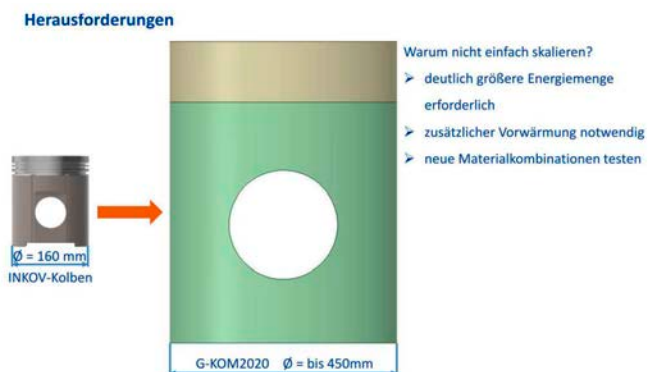 Herausforderungen
Warum nicht einfach skalieren?
➢ deutlich größere Energiemenge
erforderlich
➢ zusätzlicher Vorwärmung notwendig
➢ neue Materialkombinationen testen
Ø = 160 mm
INKOV-Kolben
G-KOM2020 Ø = bis 450mm